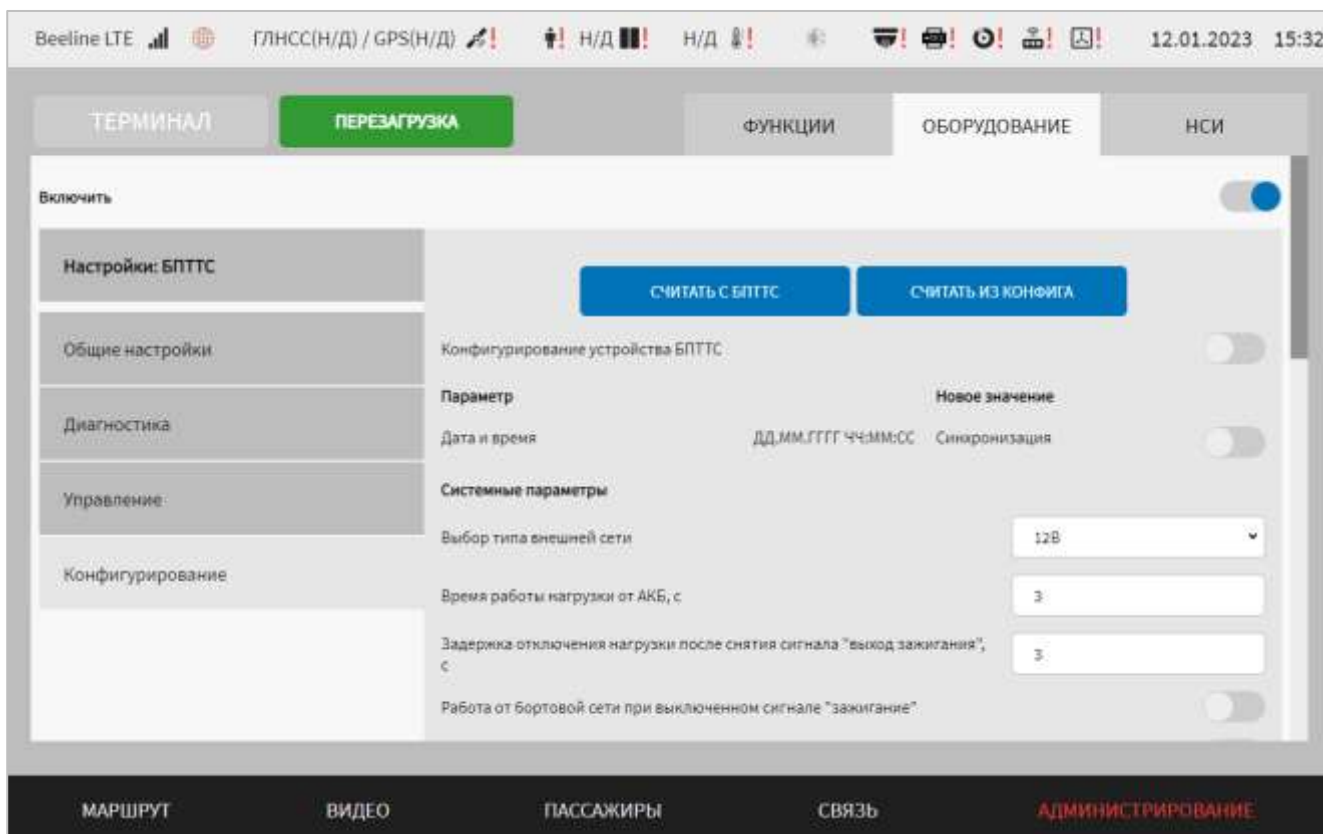 Beeline LTE ГЛНСС(Н/Д) / GPS(Н/Д) ! ! Н/Д ! Н/Д ! ! ! ! ! ! 12.01.2023 15:32
ТЕРМИНАЛ ПЕРЕЗАГРУЗКА ФУНКЦИИ ОБОРУДОВАНИЕ НСИ
Включить
Настройки: БПТТС
СЧИТАТЬ С БПТТС СЧИТАТЬ ИЗ КОНФИГА
Общие настройки
Конфигурирование устройства БПТТС
Параметр Новое значение
Диагностика
Дата и время ДД.ММ.ГГГГ ЧЧ:ММ:СС Синхронизация
Управление
Системные параметры
Выбор типа внешней сети 12В
Конфигурирование
Время работы нагрузки от АКБ, с 3
Задержка отключения нагрузки после снятия сигнала "выход зажигания",
с 3
Работа от бортовой сети при выключенном сигнале "зажигание"
МАРШРУТ ВИДЕО ПАССАЖИРЫ СВЯЗЬ АДМИНИСТРИРОВАНИЕ